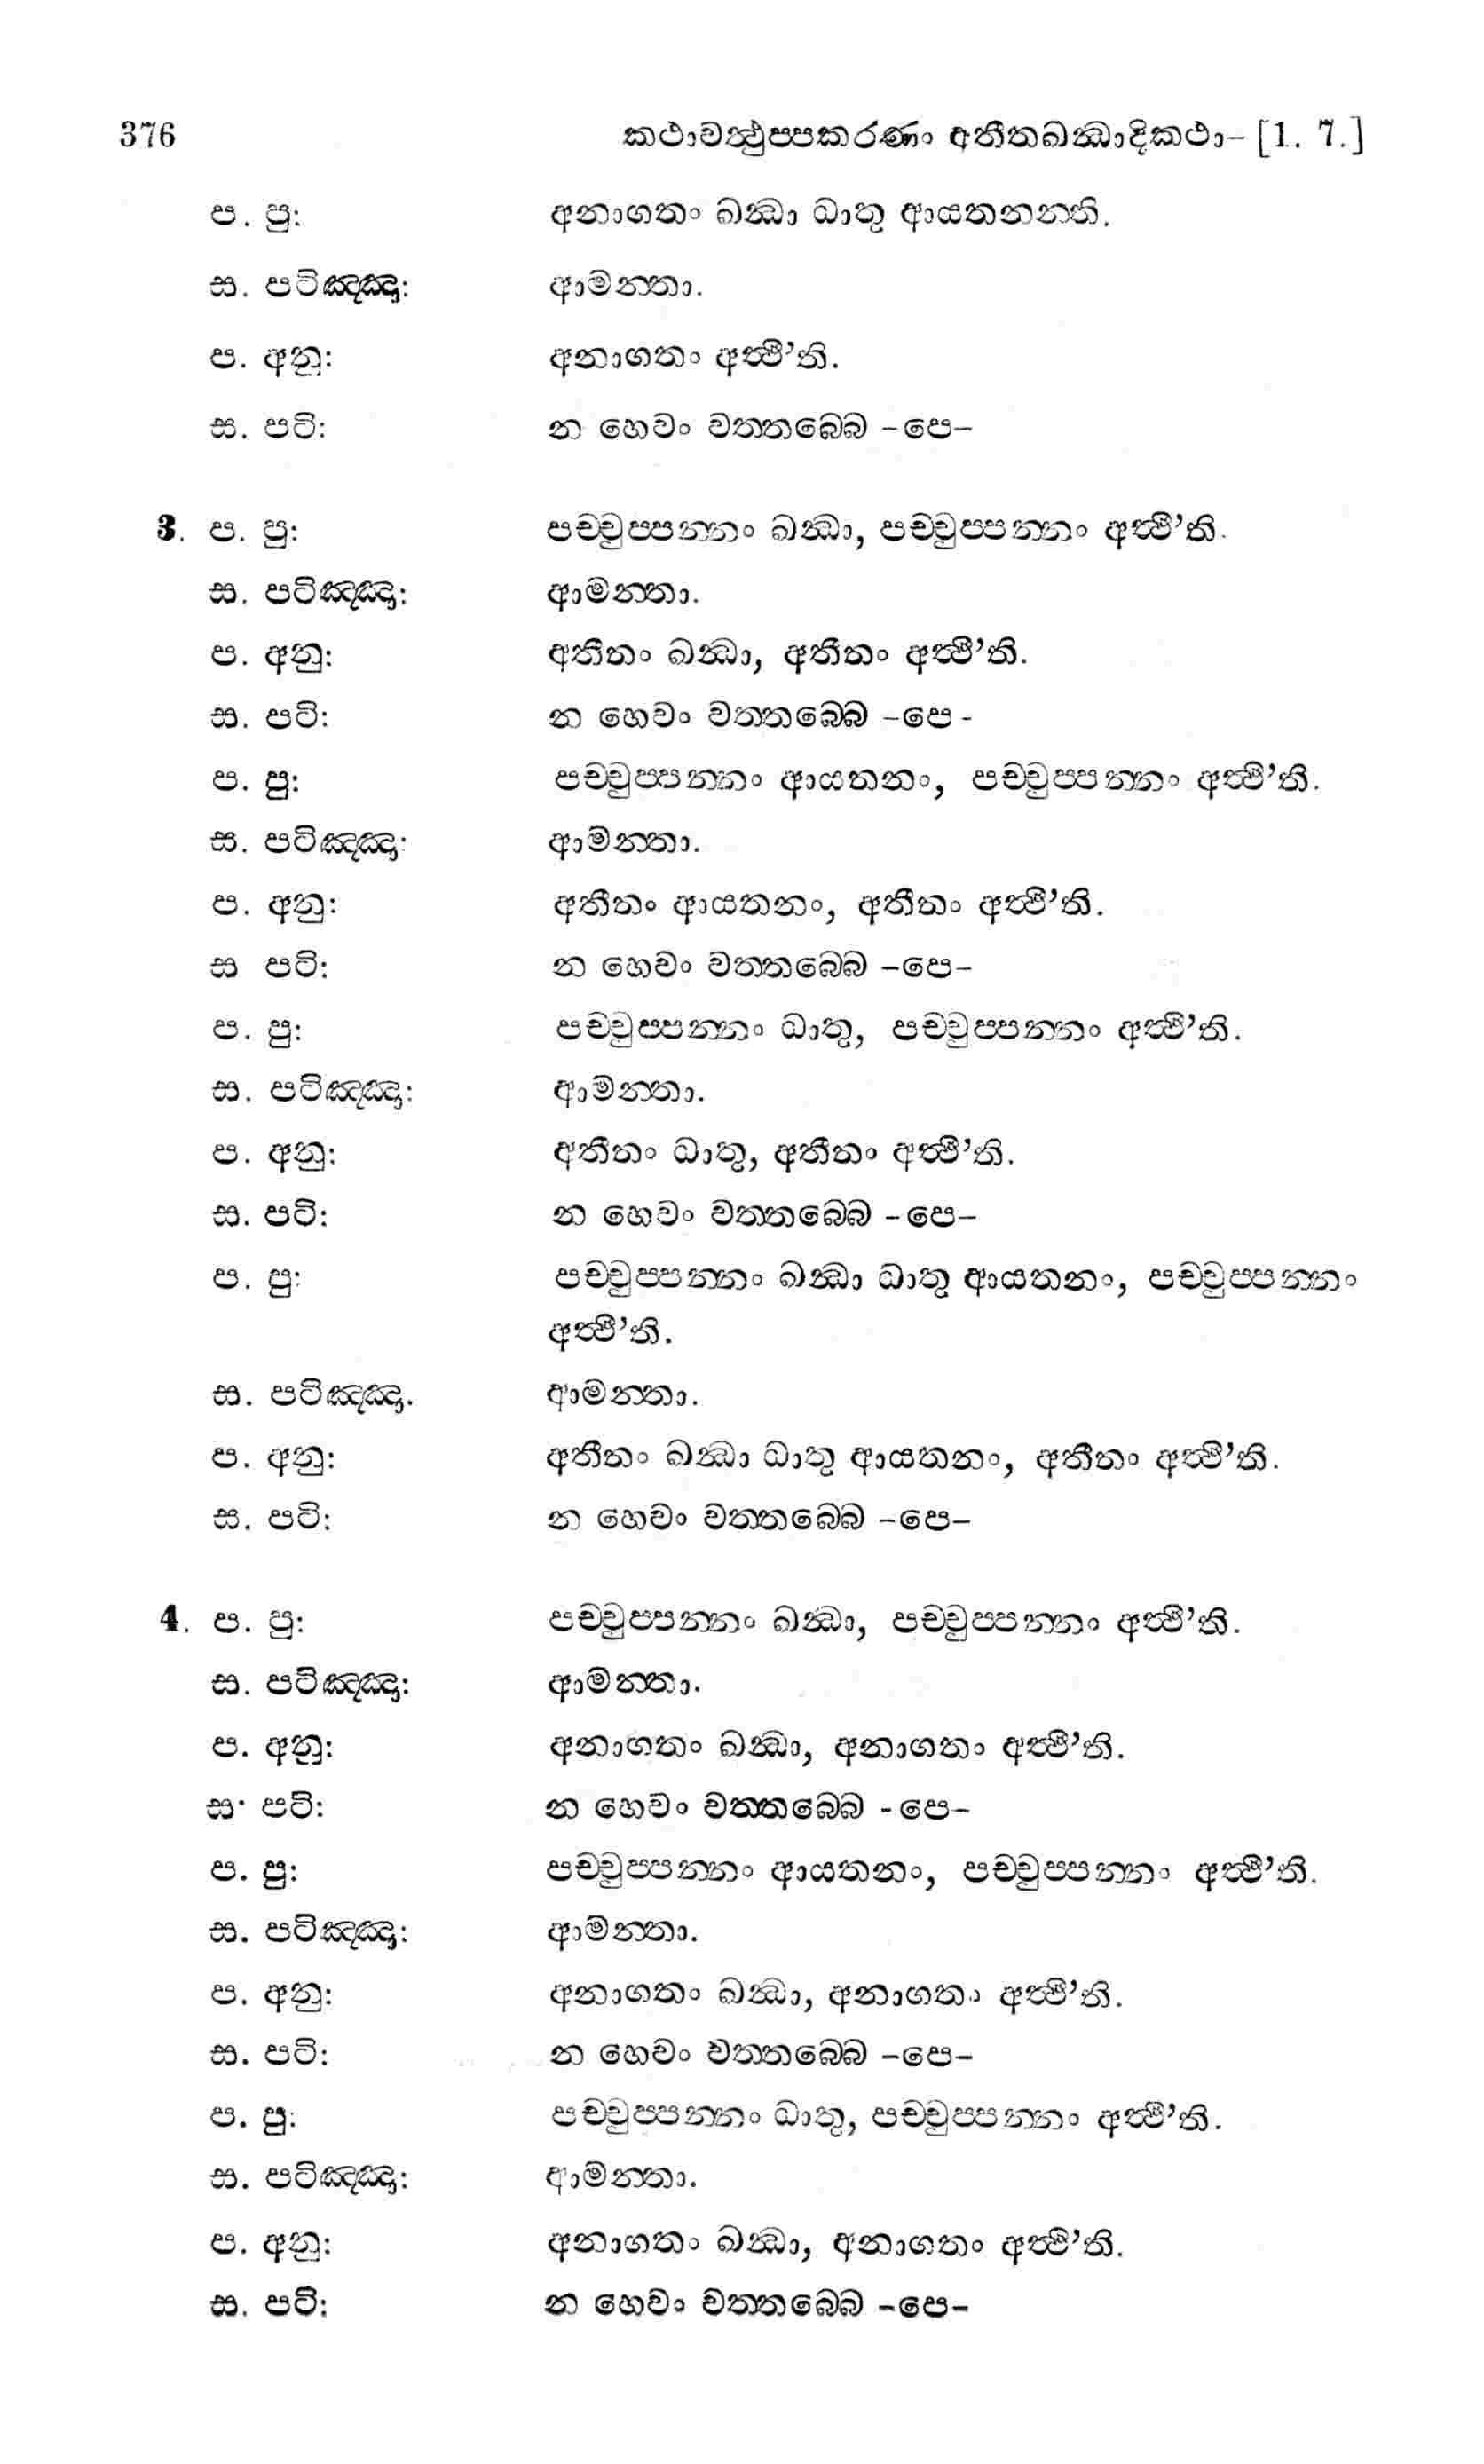 376 කථාවත්‍ථුප්‍පකරණං අතීතඛන්‍ධාදිකථා– [1. 7.]
ප. පු: අනාගතං ඛන්‍ධා ධාතු ආයතනනති.
ස. පටිඤ්‍ඤා: ආමන්‍තා.
ප. අනු: අනාගතං අත්‍ථී’ති.
ස. පටි: න හෙවං වත්‍තබ්‍බෙ –පෙ–
3. ප. පු: පච්‍චුප්‍පන්‍නං ඛන්‍ධා, පච්‍චුප්‍පන්‍නං අත්‍ථී’ති.
ස. පටිඤ්‍ඤා: ආමන්‍තා.
ප. අනු: අතීතං ඛන්‍ධා, අතීතං අත්‍ථී’ති.
ස. පටි: න හෙවං වත්‍තබ්‍බෙ –පෙ -
ප. පු: පච්‍චුප්‍පන්‍නං ආයතනං, පච්‍චුප්‍පන්‍නං අත්‍ථී’ති.
ස. පටිඤ්‍ඤා: ආමන්‍තා.
ප. අනු: අතීතං ආයතනං, අතීතං අත්‍ථී’ති.
ස පටි: න හෙවං වත්‍තබ්‍බෙ –පෙ–
ප. පු: පච්‍චුප්‍පන්‍නං ධාතු, පච්‍චුප්‍පන්‍නං අත්‍ථී’ති.
ස. පටිඤ්‍ඤා: ආමන්‍තා.
ප. අනු: අතීතං ධාතු, අතීතං අත්‍ථී’ති.
ස. පටි: න හෙවං වත්‍තබ්‍බෙ –පෙ–
ප. පු: පච්‍චුප්‍පන්‍නං ඛන්‍ධා ධාතු ආයතනං, පච්‍චුප්‍පන්‍නං
අත්‍ථී’ති.
ස. පටිඤ්‍ඤා. ආමන්‍තා.
ප. අනු: අතීතං ඛන්‍ධා ධාතු ආයතනං, අතීතං අත්‍ථී’ති.
ස. පටි: න හෙවං වත්‍තබ්‍බෙ –පෙ–
4. ප. පු: පච්‍චුප්‍පන්‍නං ඛන්‍ධා, පච්‍චුප්‍පන්‍නං අත්‍ථී’ති.
ස. පටිඤ්‍ඤා: ආමන්‍තා.
ප. අනු: අනාගතං ඛන්‍ධා, අනාගතං අත්‍ථී’ති.
ස· පටි: න හෙවං වත්‍තබ්‍බෙ -පෙ–
ප. පු: පච්‍චුප්‍පන්‍නං ආයතනං, පච්‍චුප්‍පන්‍නං අත්‍ථී’ති.
ස. පටිඤ්‍ඤා: ආමන්‍තා.
ප. අනු: අනාගතං ඛන්‍ධා, අනාගතං අත්‍ථී’ති.
ස. පටි: න හෙවං වත්‍තබ්‍බෙ –පෙ–
ප. පු: පච්‍චුප්‍පන්‍නං ධාතු, පච්‍චුප්‍පන්‍නං අත්‍ථී’ති.
ස. පටිඤ්‍ඤා: ආමන්‍තා.
ප. අනු: අනාගතං ඛන්‍ධා, අනාගතං අත්‍ථී’ති.
ස. පටි: න හෙවං වත්‍තබ්‍බෙ –පෙ–